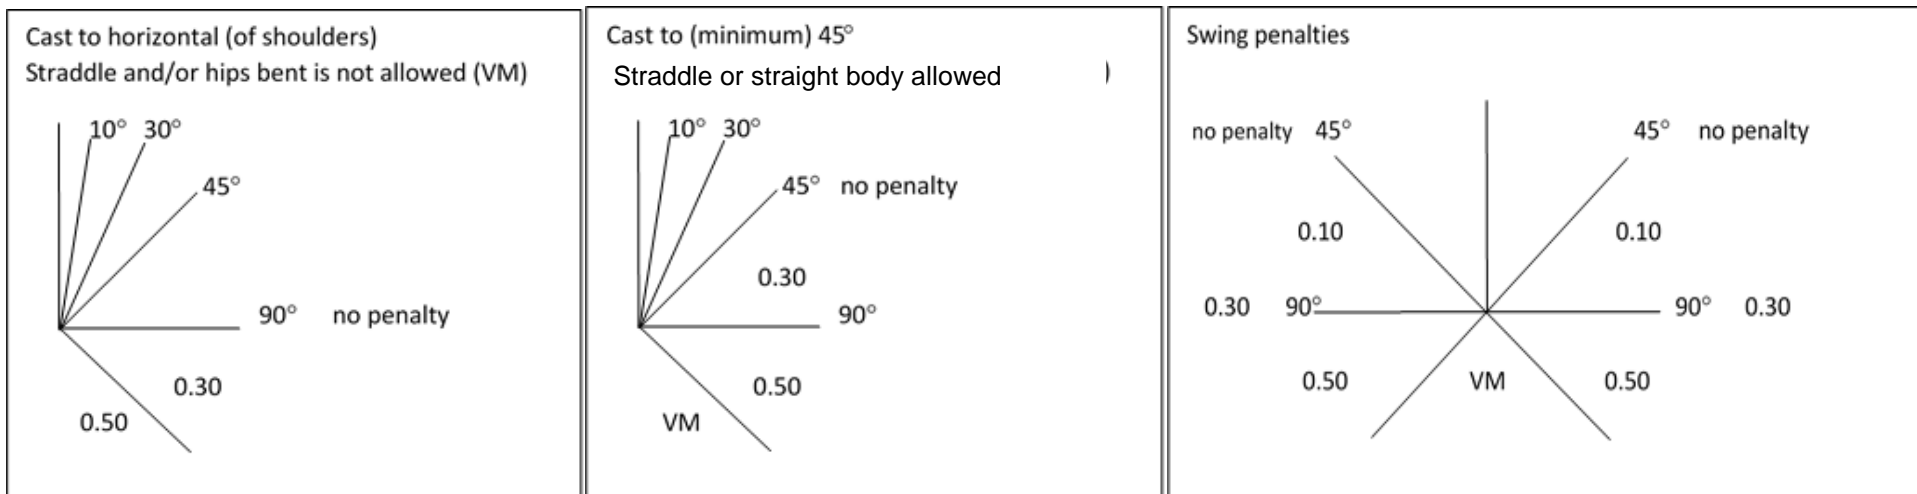 Cast to horizontal (of shoulders)
Straddle and/or hips bent is not allowed (VM)
10° 30°
45°
90° no penalty
0.30
0.50
Cast to (minimum) 45°
Straddle or straight body allowed )
10° 30°
45° no penalty
0.30
90°
0.50
VM
Swing penalties
no penalty 45° 45° no penalty
0.10 0.10
0.30 90° 90° 0.30
0.50 VM 0.50